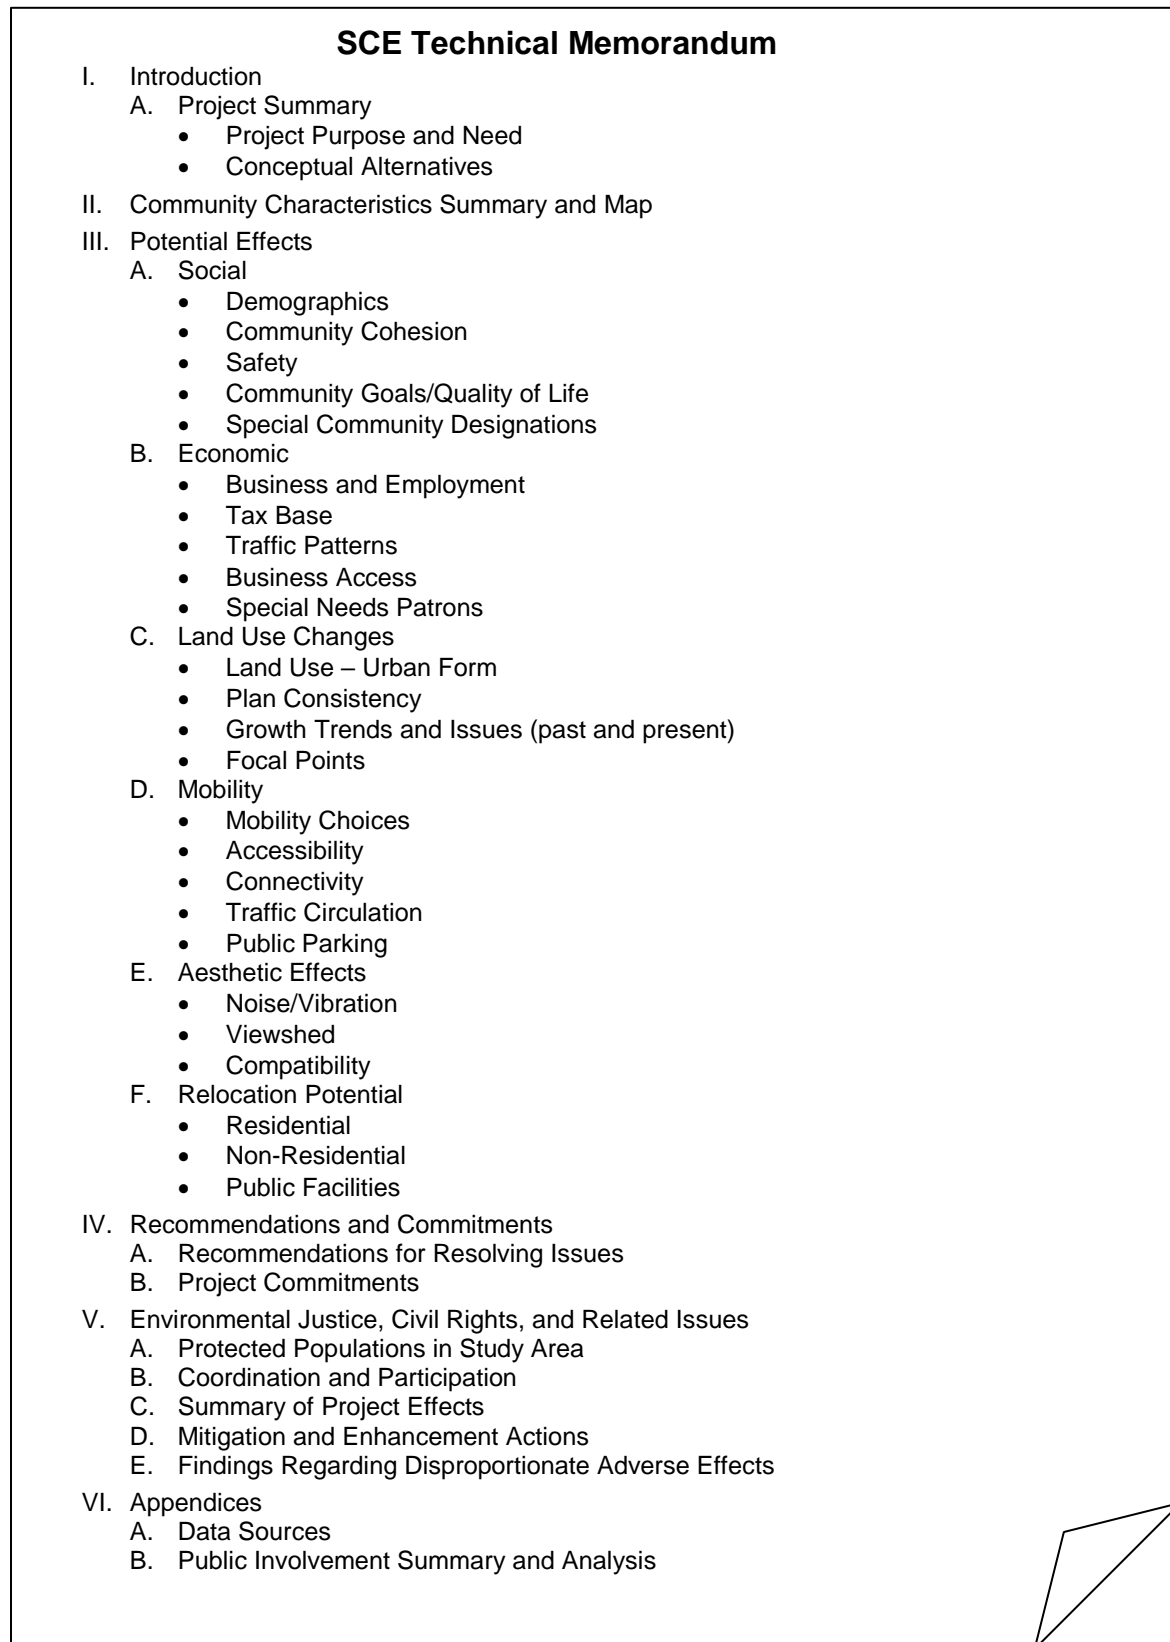 SCE Technical Memorandum
I. Introduction
A. Project Summary
• Project Purpose and Need
• Conceptual Alternatives
II. Community Characteristics Summary and Map
III. Potential Effects
A. Social
• Demographics
• Community Cohesion
• Safety
• Community Goals/Quality of Life
• Special Community Designations
B. Economic
• Business and Employment
• Tax Base
• Traffic Patterns
• Business Access
• Special Needs Patrons
C. Land Use Changes
• Land Use – Urban Form
• Plan Consistency
• Growth Trends and Issues (past and present)
• Focal Points
D. Mobility
• Mobility Choices
• Accessibility
• Connectivity
• Traffic Circulation
• Public Parking
E. Aesthetic Effects
• Noise/Vibration
• Viewshed
• Compatibility
F. Relocation Potential
• Residential
• Non-Residential
• Public Facilities
IV. Recommendations and Commitments
A. Recommendations for Resolving Issues
B. Project Commitments
V. Environmental Justice, Civil Rights, and Related Issues
A. Protected Populations in Study Area
B. Coordination and Participation
C. Summary of Project Effects
D. Mitigation and Enhancement Actions
E. Findings Regarding Disproportionate Adverse Effects
VI. Appendices
A. Data Sources
B. Public Involvement Summary and Analysis